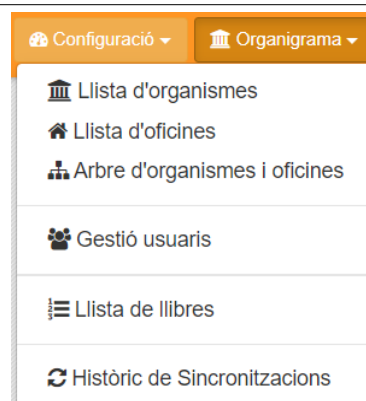 Configuració
Organigrama
Llista d'organismes
Llista d'oficines
Arbre d'organismes i oficines
Gestió usuaris
Llista de llibres
Històric de Sincronitzacions